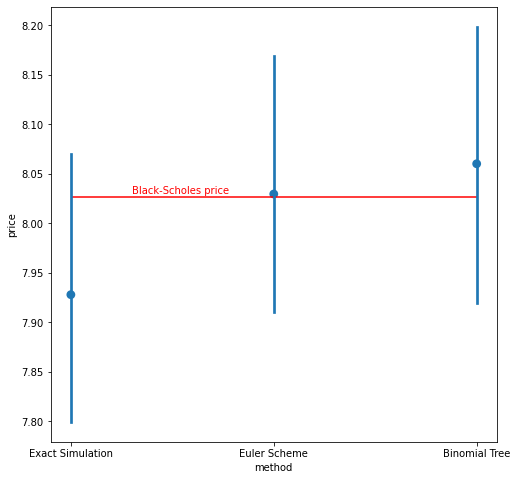 8.20
8.15
8.10
8.05
8.00
7.95
7.90
7.85
7.80
price
Black-Scholes price
Exact Simulation Euler Scheme Binomial Tree
method